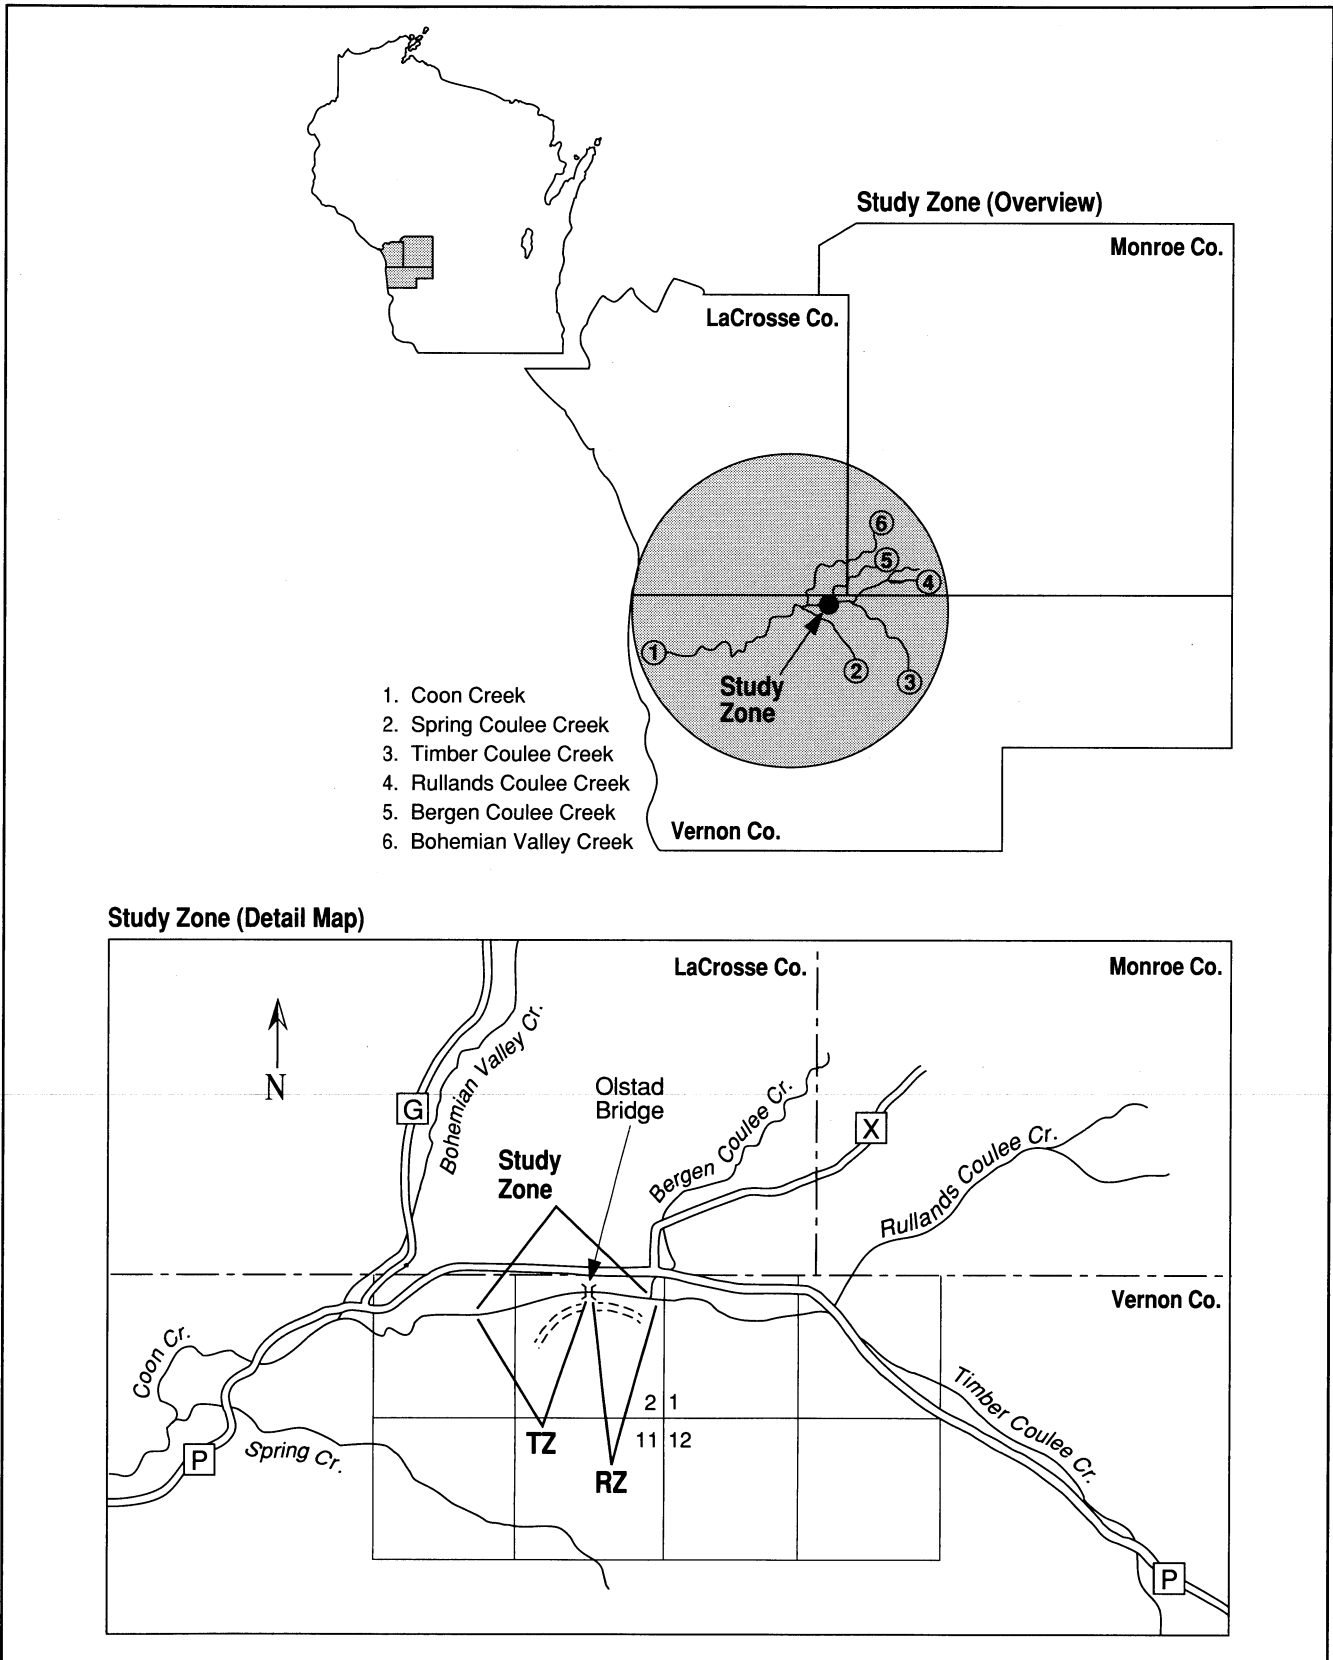 Study Zone (Overview)
Monroe Co.
LaCrosse Co.
6
5
4
1
2
3
Study
Zone
1. Coon Creek
2. Spring Coulee Creek
3. Timber Coulee Creek
4. Rullands Coulee Creek
5. Bergen Coulee Creek
6. Bohemian Valley Creek
Vernon Co.
Study Zone (Detail Map)
LaCrosse Co.
Monroe Co.
N
G
Bohemian Valley Cr.
Olstad
Bridge
Study
Zone
Bergen Coulee Cr.
X
Rullands Coulee Cr.
Vernon Co.
Coon Cr.
P
Spring Cr.
TZ
RZ
2 1
11 12
Timber Coulee Cr.
P